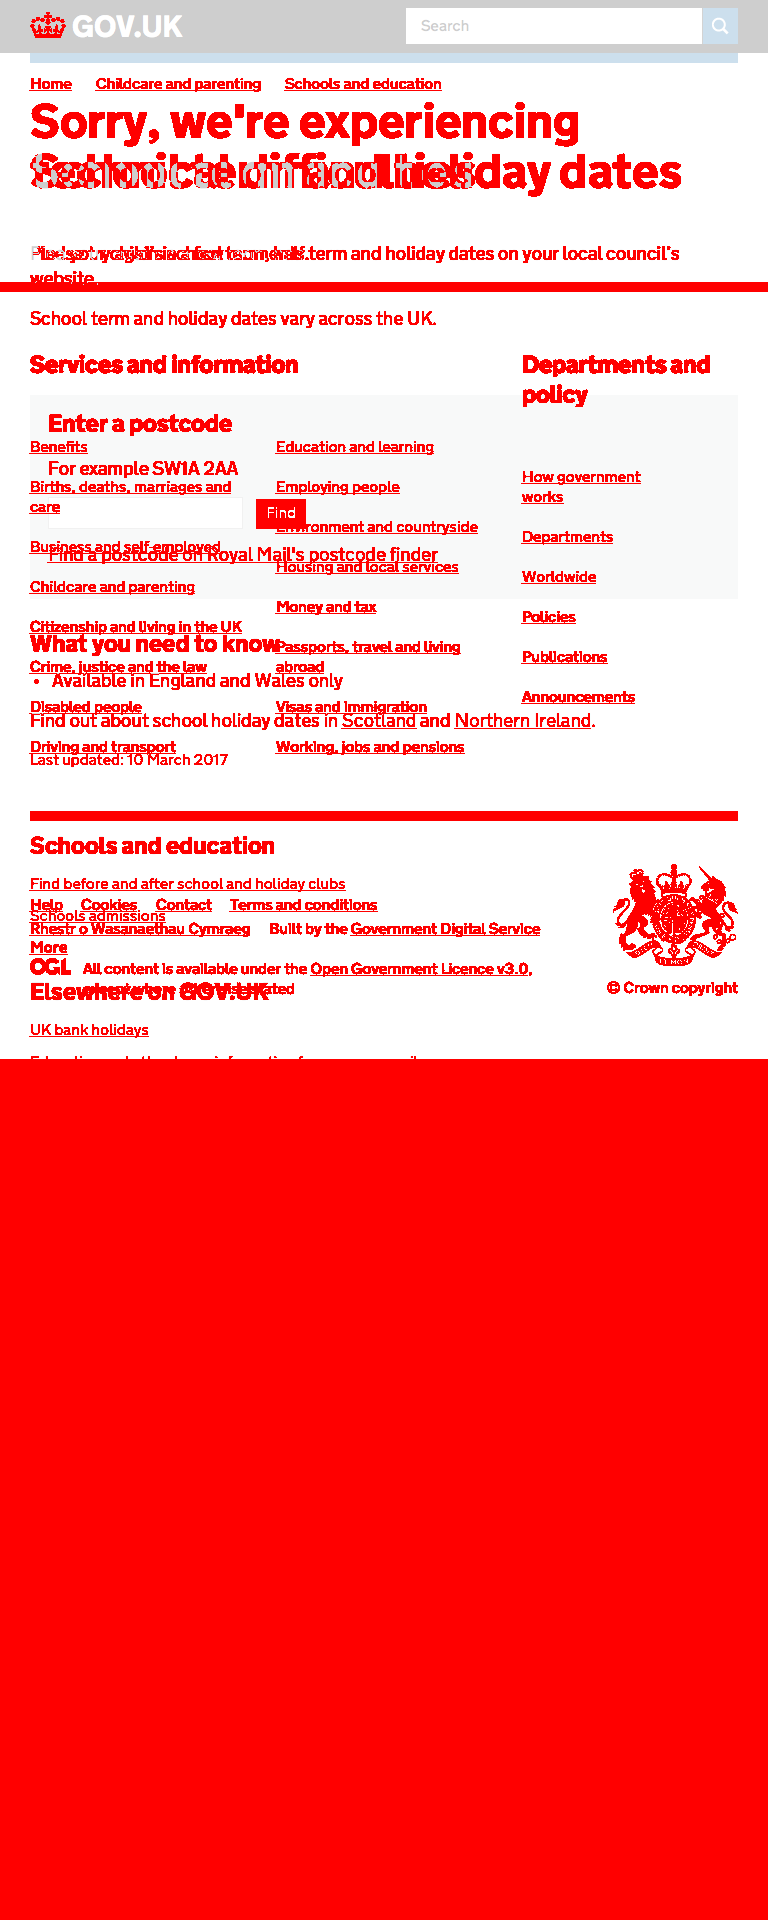 GOV.UK
Search
Home Childcare and parenting Schools and education
Sorry, we're experiencing
technical difficulties
School term and holiday dates
Please try again in a few moments.
Find your child's school term, half term and holiday dates on your local council's
website.
School term and holiday dates vary across the UK.
Services and information
Departments and
policy
Enter a postcode
Benefits
Education and learning
For example SW1A 2AA
How government
works
Births, deaths, marriages and
care
Employing people
Find
Environment and countryside
Departments
Business and self-employed
Find a postcode on Royal Mail's postcode finder
Housing and local services
Worldwide
Childcare and parenting
Money and tax
Policies
Citizenship and living in the UK
What you need to know
Passports, travel and living
abroad
Publications
Crime, justice and the law
• Available in England and Wales only
Announcements
Disabled people
Visas and immigration
Find out about school holiday dates in Scotland and Northern Ireland.
Driving and transport
Working, jobs and pensions
Last updated: 10 March 2017
Schools and education
Find before and after school and holiday clubs
Help Cookies Contact Terms and conditions
Schools admissions
Rhestr o Wasanaethau Cymraeg Built by the Government Digital Service
More
OGL All content is available under the Open Government Licence v3.0,
except where otherwise stated
Elsewhere on GOV.UK
© Crown copyright
UK bank holidays